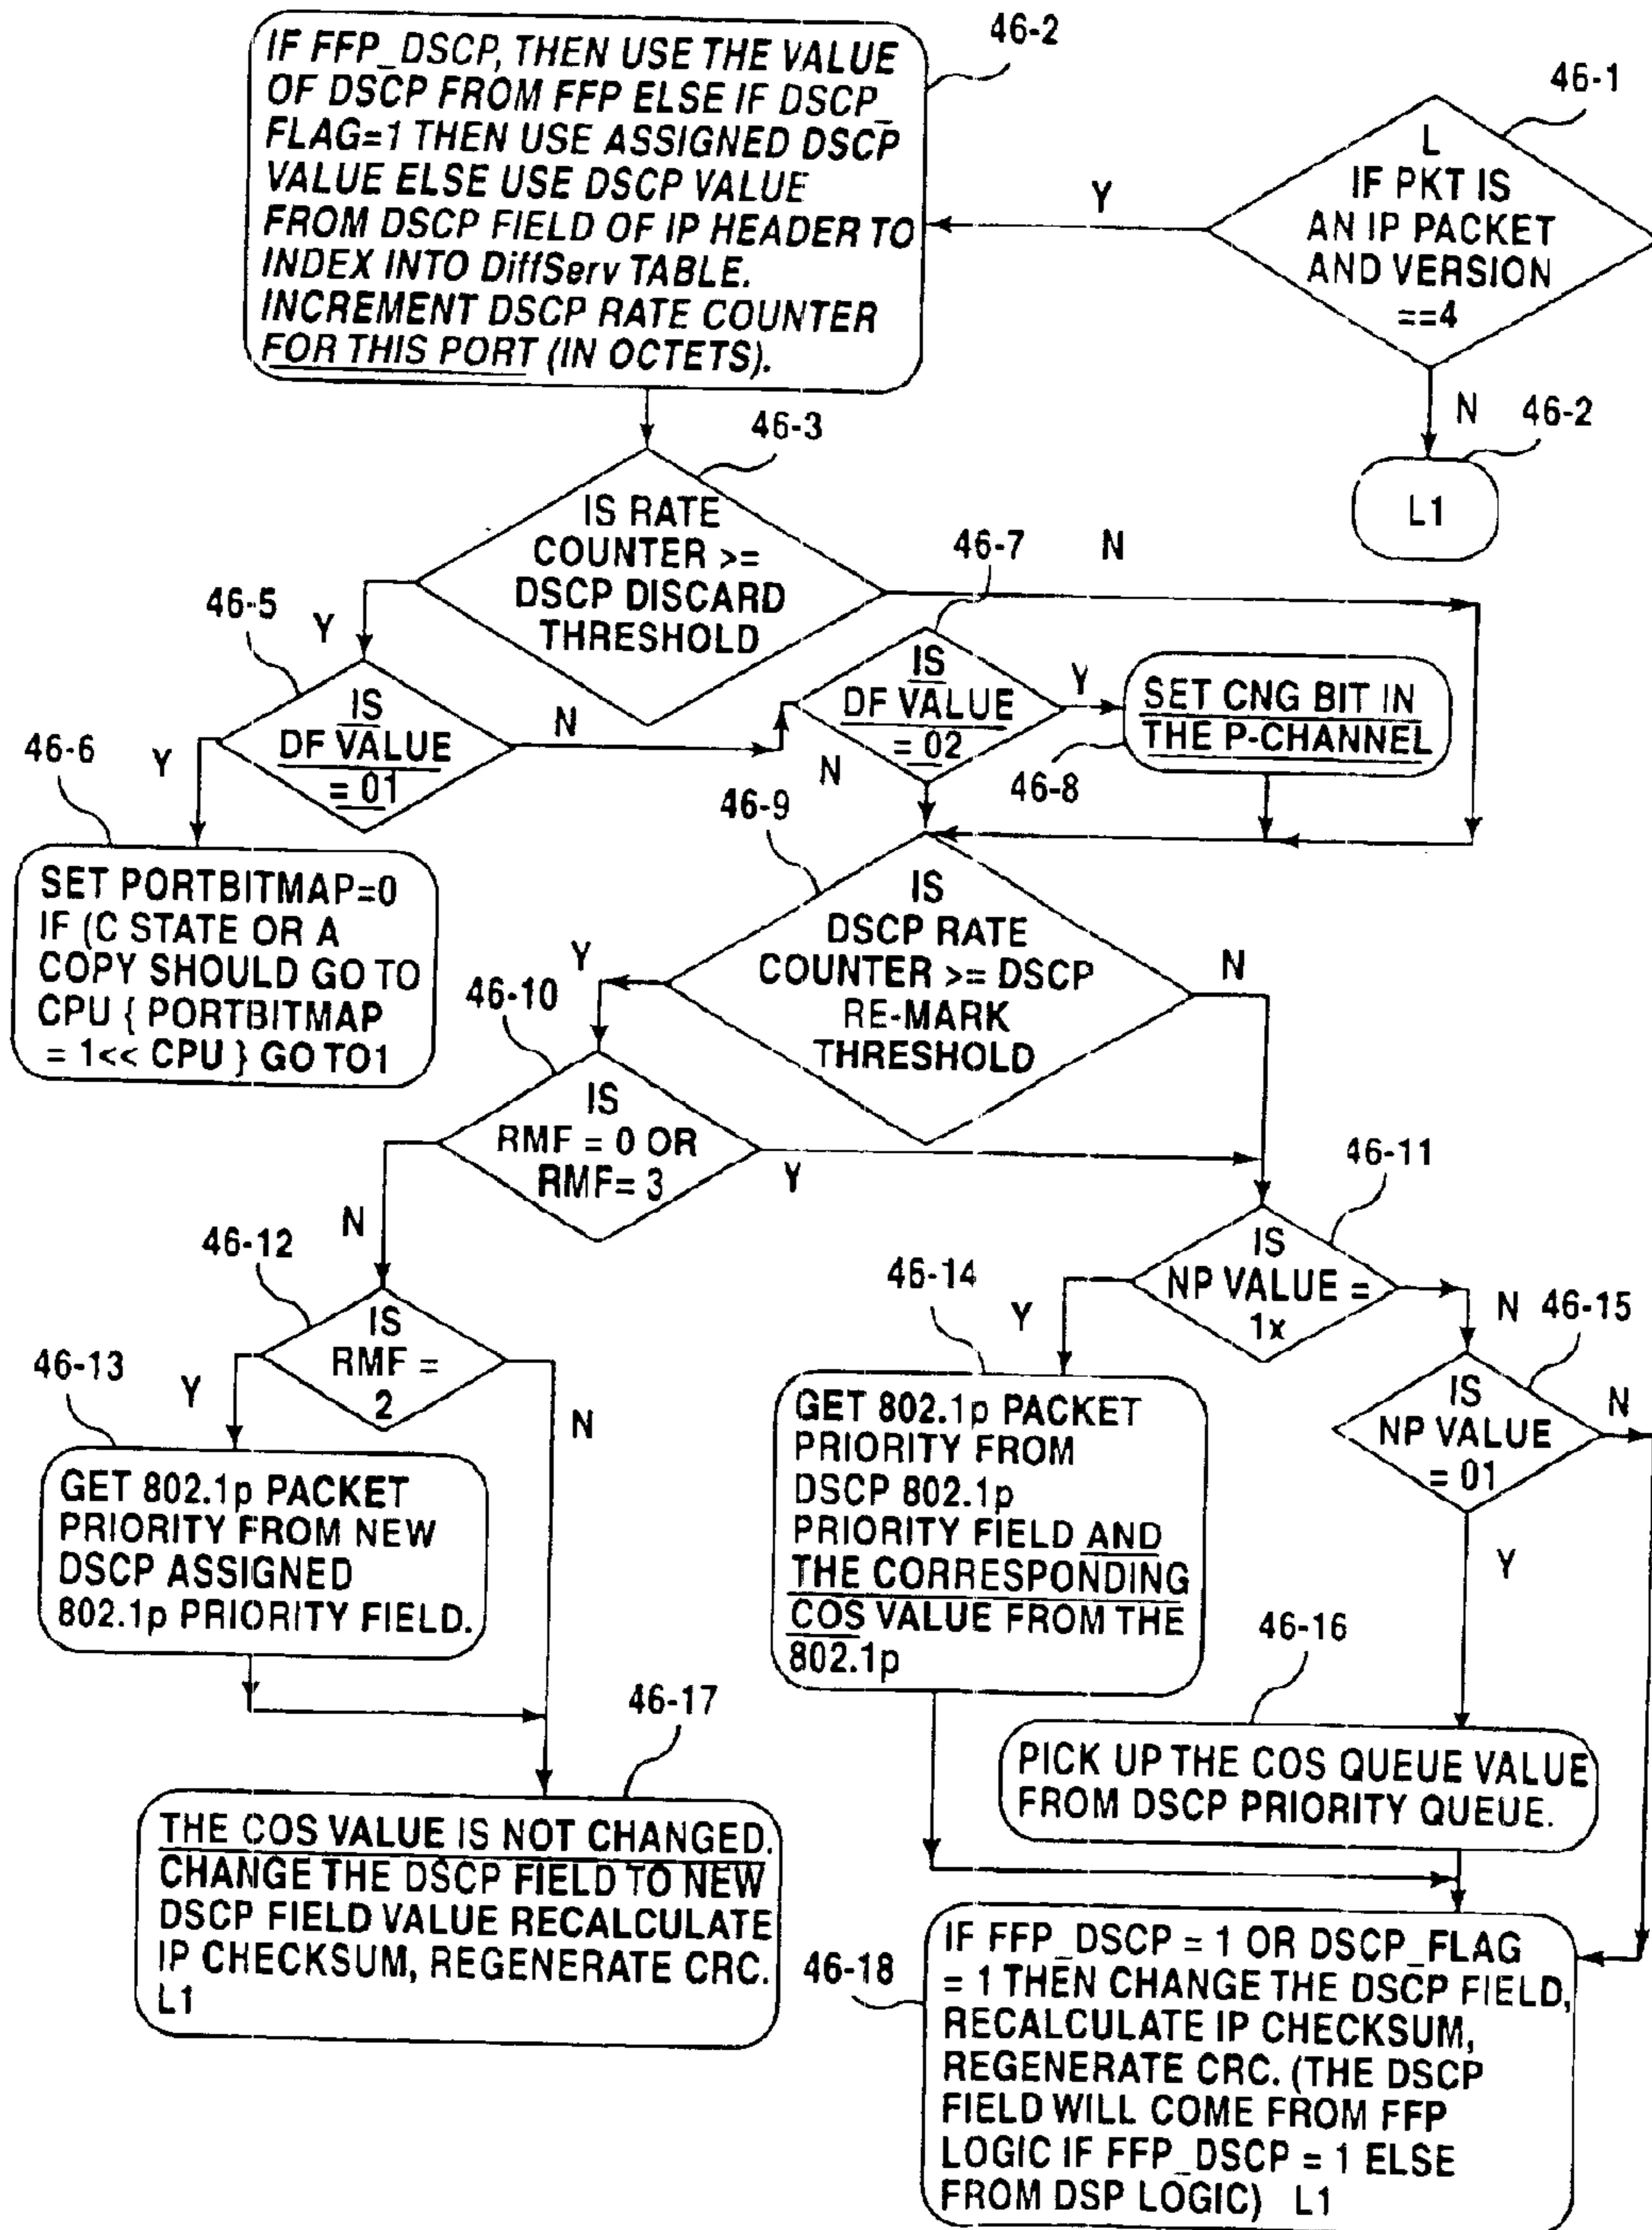 46-2
IF FFP_DSCP, THEN USE THE VALUE
OF DSCP FROM FFP ELSE IF DSCP_
FLAG=1 THEN USE ASSIGNED DSCP
VALUE ELSE USE DSCP VALUE
FROM DSCP FIELD OF IP HEADER TO
INDEX INTO DiffServ TABLE.
INCREMENT DSCP RATE COUNTER
FOR THIS PORT (IN OCTETS).
46-1
L
IF PKT IS
AN IP PACKET
AND VERSION
==4
Y
N
46-2
L1
46-3
IS RATE
COUNTER >=
DSCP DISCARD
THRESHOLD
Y
N
46-5
IS
DF VALUE
= 01
Y
N
46-7
IS
DF VALUE
= 02
Y
N
SET CNG BIT IN
THE P-CHANNEL
46-8
46-6
SET PORTBITMAP=0
IF (C STATE OR A
COPY SHOULD GO TO
CPU { PORTBITMAP
= 1<< CPU } GO TO1
46-9
IS
DSCP RATE
COUNTER >= DSCP
RE-MARK
THRESHOLD
Y
N
46-10
IS
RMF = 0 OR
RMF= 3
Y
N
46-11
IS
NP VALUE =
1x
Y
N
46-12
IS
RMF =
2
Y
N
46-13
GET 802.1p PACKET
PRIORITY FROM NEW
DSCP ASSIGNED
802.1p PRIORITY FIELD.
46-14
GET 802.1p PACKET
PRIORITY FROM
DSCP 802.1p
PRIORITY FIELD AND
THE CORRESPONDING
COS VALUE FROM THE
802.1p
46-15
IS
NP VALUE
= 01
N
Y
46-16
PICK UP THE COS QUEUE VALUE
FROM DSCP PRIORITY QUEUE.
46-17
THE COS VALUE IS NOT CHANGED.
CHANGE THE DSCP FIELD TO NEW
DSCP FIELD VALUE RECALCULATE
IP CHECKSUM, REGENERATE CRC.
L1
46-18
IF FFP_DSCP = 1 OR DSCP_FLAG
= 1 THEN CHANGE THE DSCP FIELD,
RECALCULATE IP CHECKSUM,
REGENERATE CRC. (THE DSCP
FIELD WILL COME FROM FFP
LOGIC IF FFP_DSCP = 1 ELSE
FROM DSP LOGIC) L1